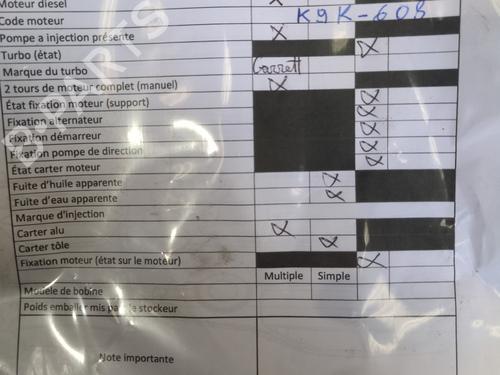 Moteur diesel
Code moteur K9K-608
Pompe a injection présente
Turbo (état)
Marque du turbo Garrett
2 tours de moteur complet (manuel)
État fixation moteur (support)
Fixation alternateur
Fixation démarreur
Fixation pompe de direction
État carter moteur
Fuite d'huile apparente
Fuite d'eau apparente
Marque d'injection
Carter alu
Carter tôle
Fixation moteur (état sur le moteur)
Multiple Simple
Modèle de bobine
Poids emballer mis par le stockeur
Note importante